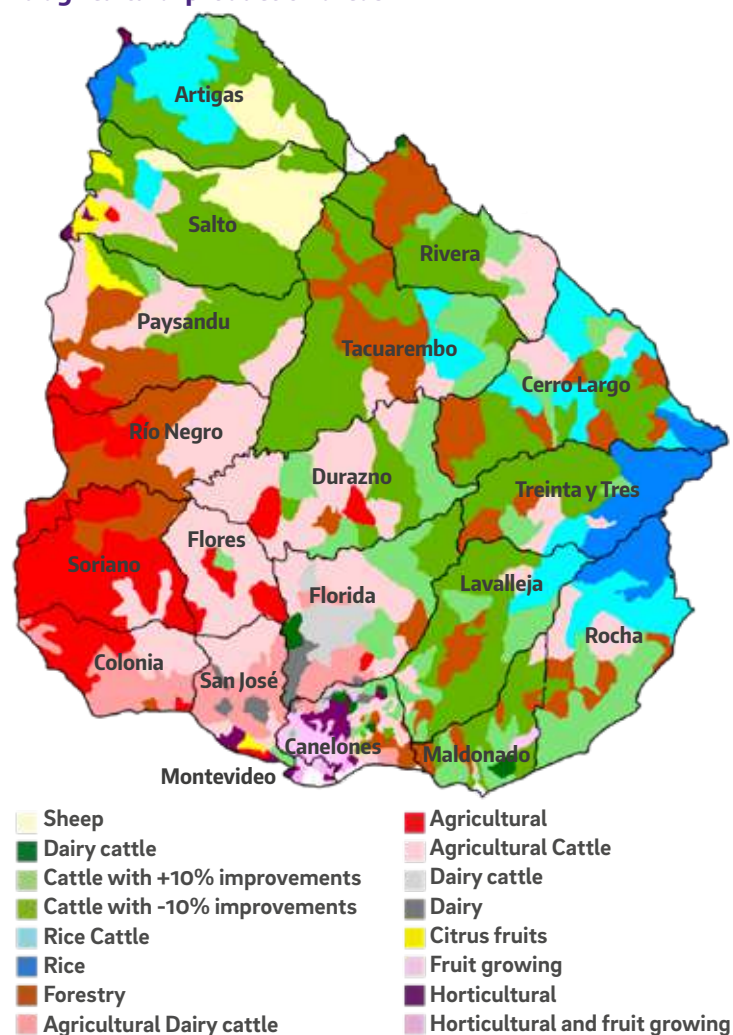 Artigas
Salto
Rivera
Paysandu
Tacuarembo
Cerro Largo
Río Negro
Durazno
Treinta y Tres
Flores
Soriano
Florida
Lavalleja
Rocha
Colonia
San José
Canelones
Maldonado
Montevideo
Sheep
Dairy cattle
Cattle with +10% improvements
Cattle with -10% improvements
Rice Cattle
Rice
Forestry
Agricultural Dairy cattle
Agricultural
Agricultural Cattle
Dairy cattle
Dairy
Citrus fruits
Fruit growing
Horticultural
Horticultural and fruit growing